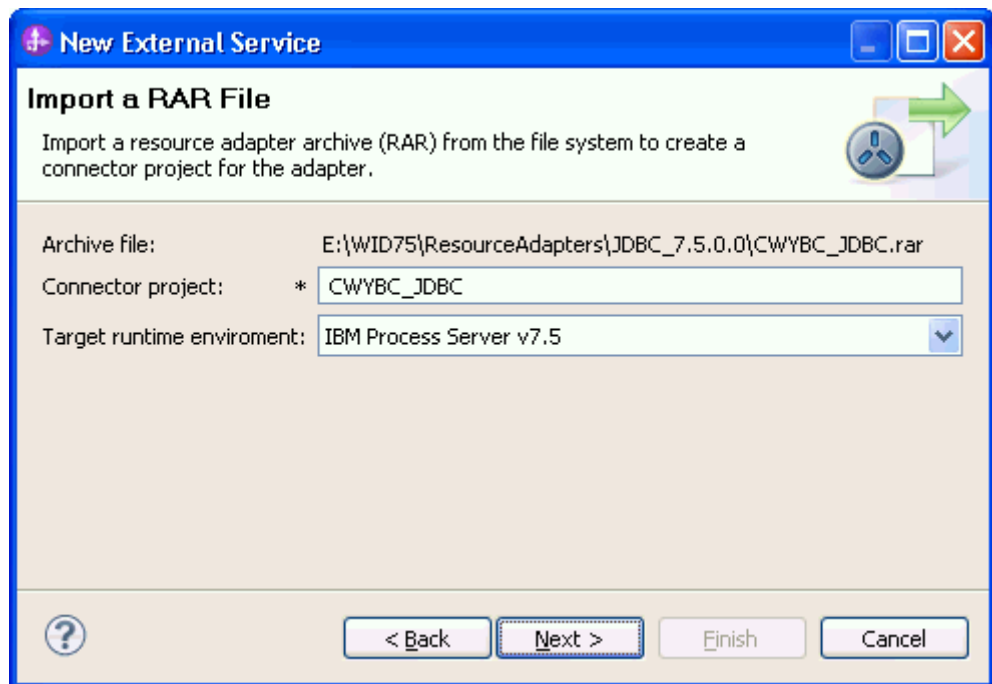 New External Service
Import a RAR File
Import a resource adapter archive (RAR) from the file system to create a
connector project for the adapter.
Archive file: E:\WID75\ResourceAdapters\JDBC_7.5.0.0\CWYBC_JDBC.rar
Connector project: * CWYBC_JDBC
Target runtime enviroment: IBM Process Server v7.5
? < Back Next > Finish Cancel